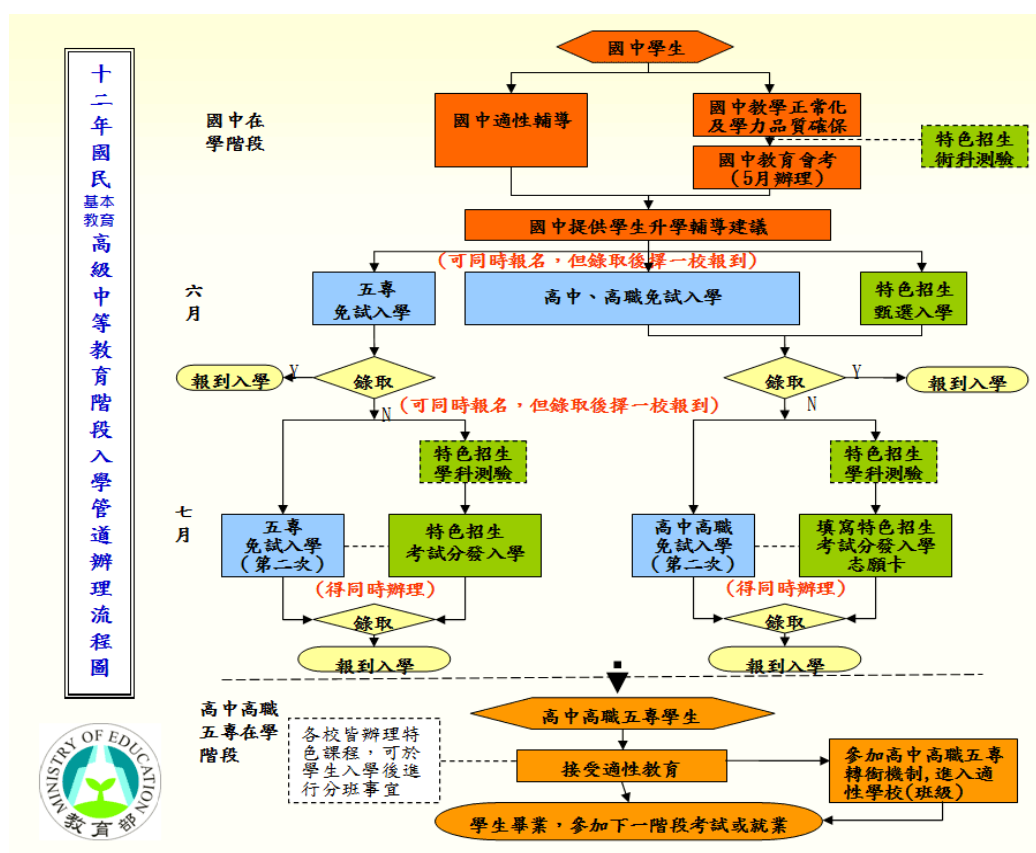 十二年國民基本教育高級中等教育階段入學管道辦理流程圖
國中在
學階段
國中學生
國中適性輔導
國中教學正常化
及學力品質確保
特色招生
術科測驗
國中教育會考
(5月辦理)
國中提供學生升學輔導建議
(可同時報名，但錄取後擇一校報到)
六
月
五專
免試入學
高中、高職免試入學
特色招生
甄選入學
報到入學
Y
錄取
N
錄取
Y
N
報到入學
(可同時報名，但錄取後擇一校報到)
特色招生
學科測驗
特色招生
學科測驗
七
月
五專
免試入學
(第二次)
特色招生
考試分發入學
高中高職
免試入學
(第二次)
填寫特色招生
考試分發入學
志願卡
(得同時辦理)
(得同時辦理)
錄取
錄取
報到入學
報到入學
高中高職
五專在學
階段
高中高職五專學生
各校皆辦理特
色課程，可於
學生入學後進
行分班事宜
接受適性教育
參加高中高職五專
轉銜機制,進入適
性學校(班級)
學生畢業，參加下一階段考試或就業
MINISTRY OF EDUCATION
教育部